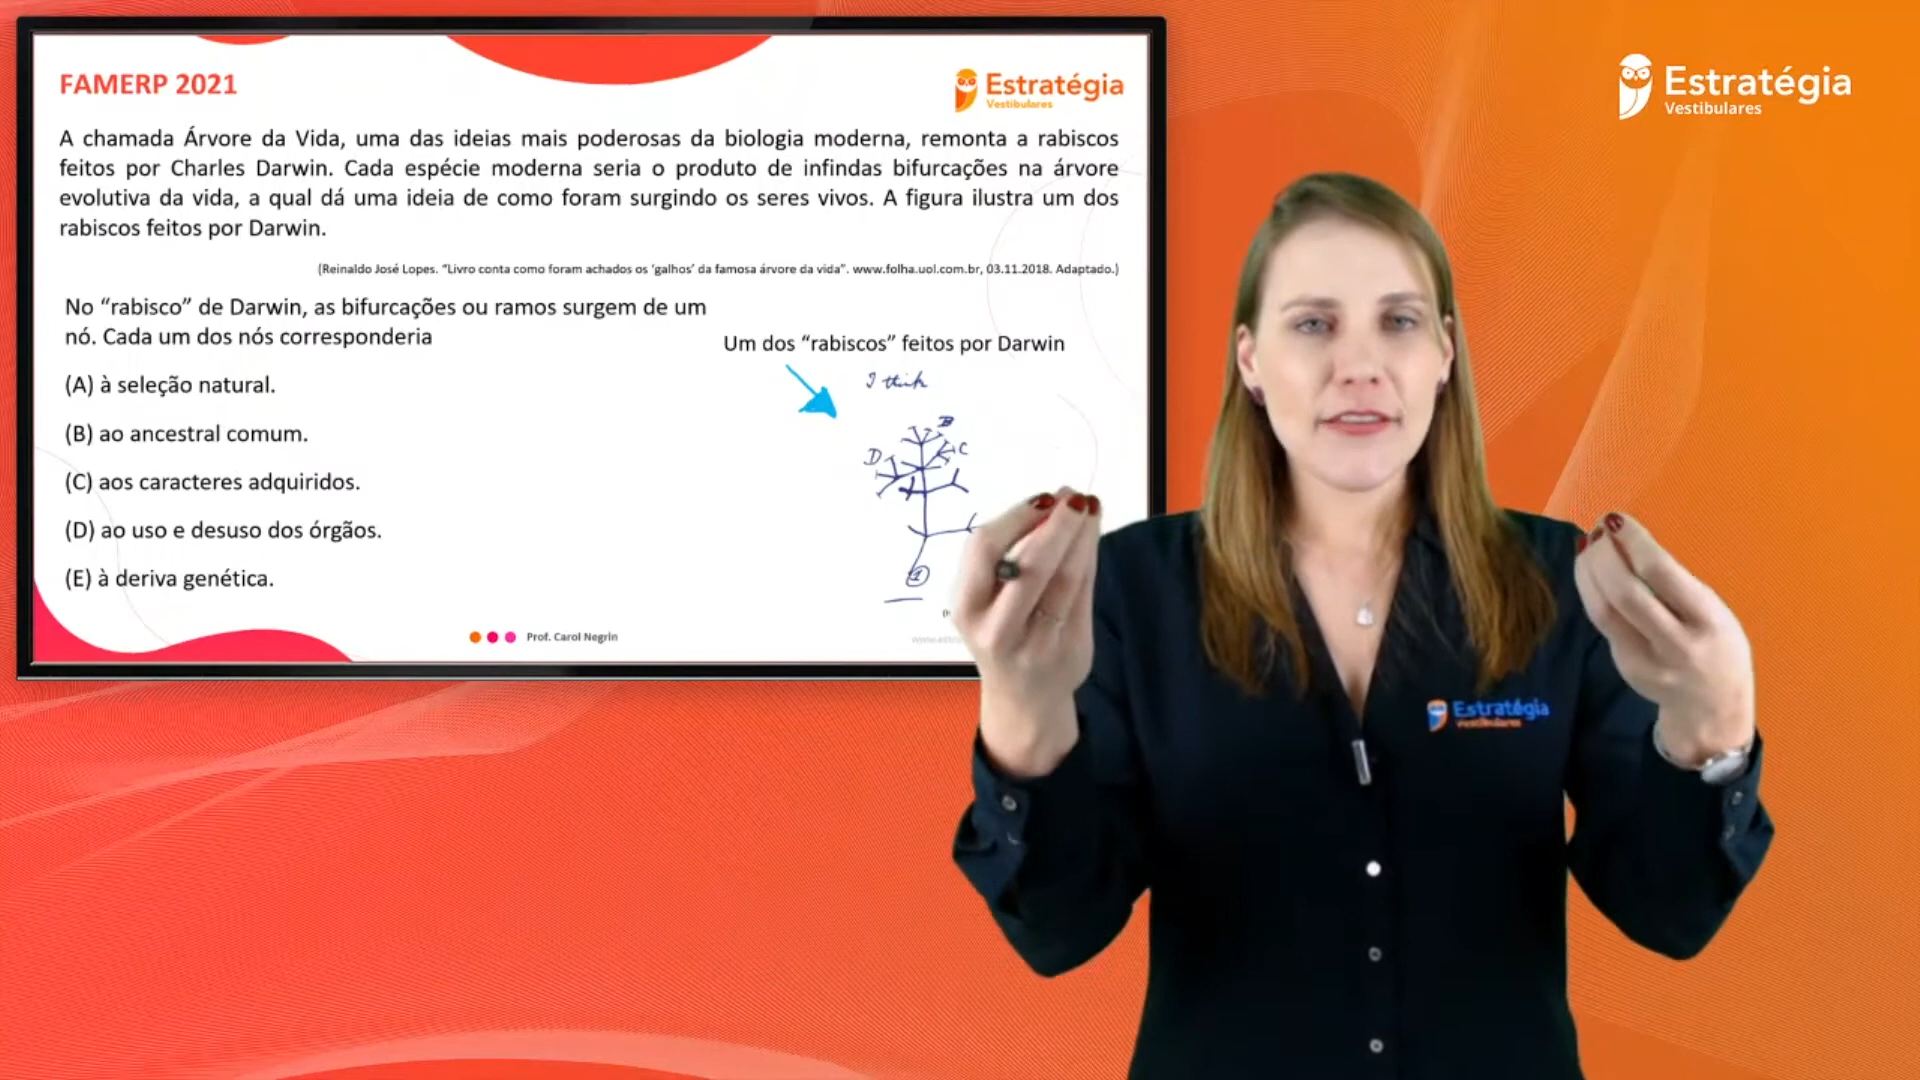 FAMERP 2021
Estratégia
Vestibulares
A chamada Árvore da Vida, uma das ideias mais poderosas da biologia moderna, remonta a rabiscos
feitos por Charles Darwin. Cada espécie moderna seria o produto de infindas bifurcações na árvore
evolutiva da vida, a qual dá uma ideia de como foram surgindo os seres vivos. A figura ilustra um dos
rabiscos feitos por Darwin.
(Reinaldo José Lopes. “Livro conta como foram achados os ‘galhos’ da famosa árvore da vida”. www.folha.uol.com.br, 03.11.2018. Adaptado.)
No “rabisco” de Darwin, as bifurcações ou ramos surgem de um
nó. Cada um dos nós corresponderia
(A) à seleção natural.
(B) ao ancestral comum.
(C) aos caracteres adquiridos.
(D) ao uso e desuso dos órgãos.
(E) à deriva genética.
Um dos “rabiscos” feitos por Darwin
I think
B
C
D
1
Prof. Carol Negrin
Estratégia
Vestibulares
Estratégia
Vestibulares